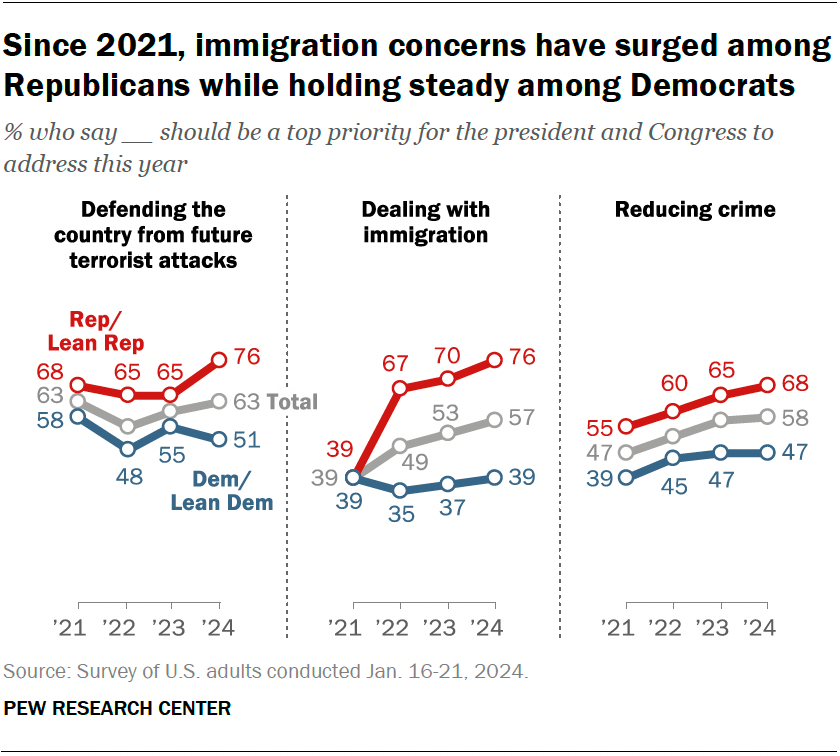 Since 2021, immigration concerns have surged among
Republicans while holding steady among Democrats
% who say __ should be a top priority for the president and Congress to
address this year
Defending the
country from future
terrorist attacks
Rep/
Lean Rep
68
65
65
76
63
63 Total
58
48
55
51
Dem/
Lean Dem
’21 ’22 ’23 ’24
Dealing with
immigration
39
67
70
76
39
49
53
57
39
35
37
39
’21 ’22 ’23 ’24
Reducing crime
55
60
65
68
47
58
39
45
47
47
’21 ’22 ’23 ’24
Source: Survey of U.S. adults conducted Jan. 16-21, 2024.
PEW RESEARCH CENTER